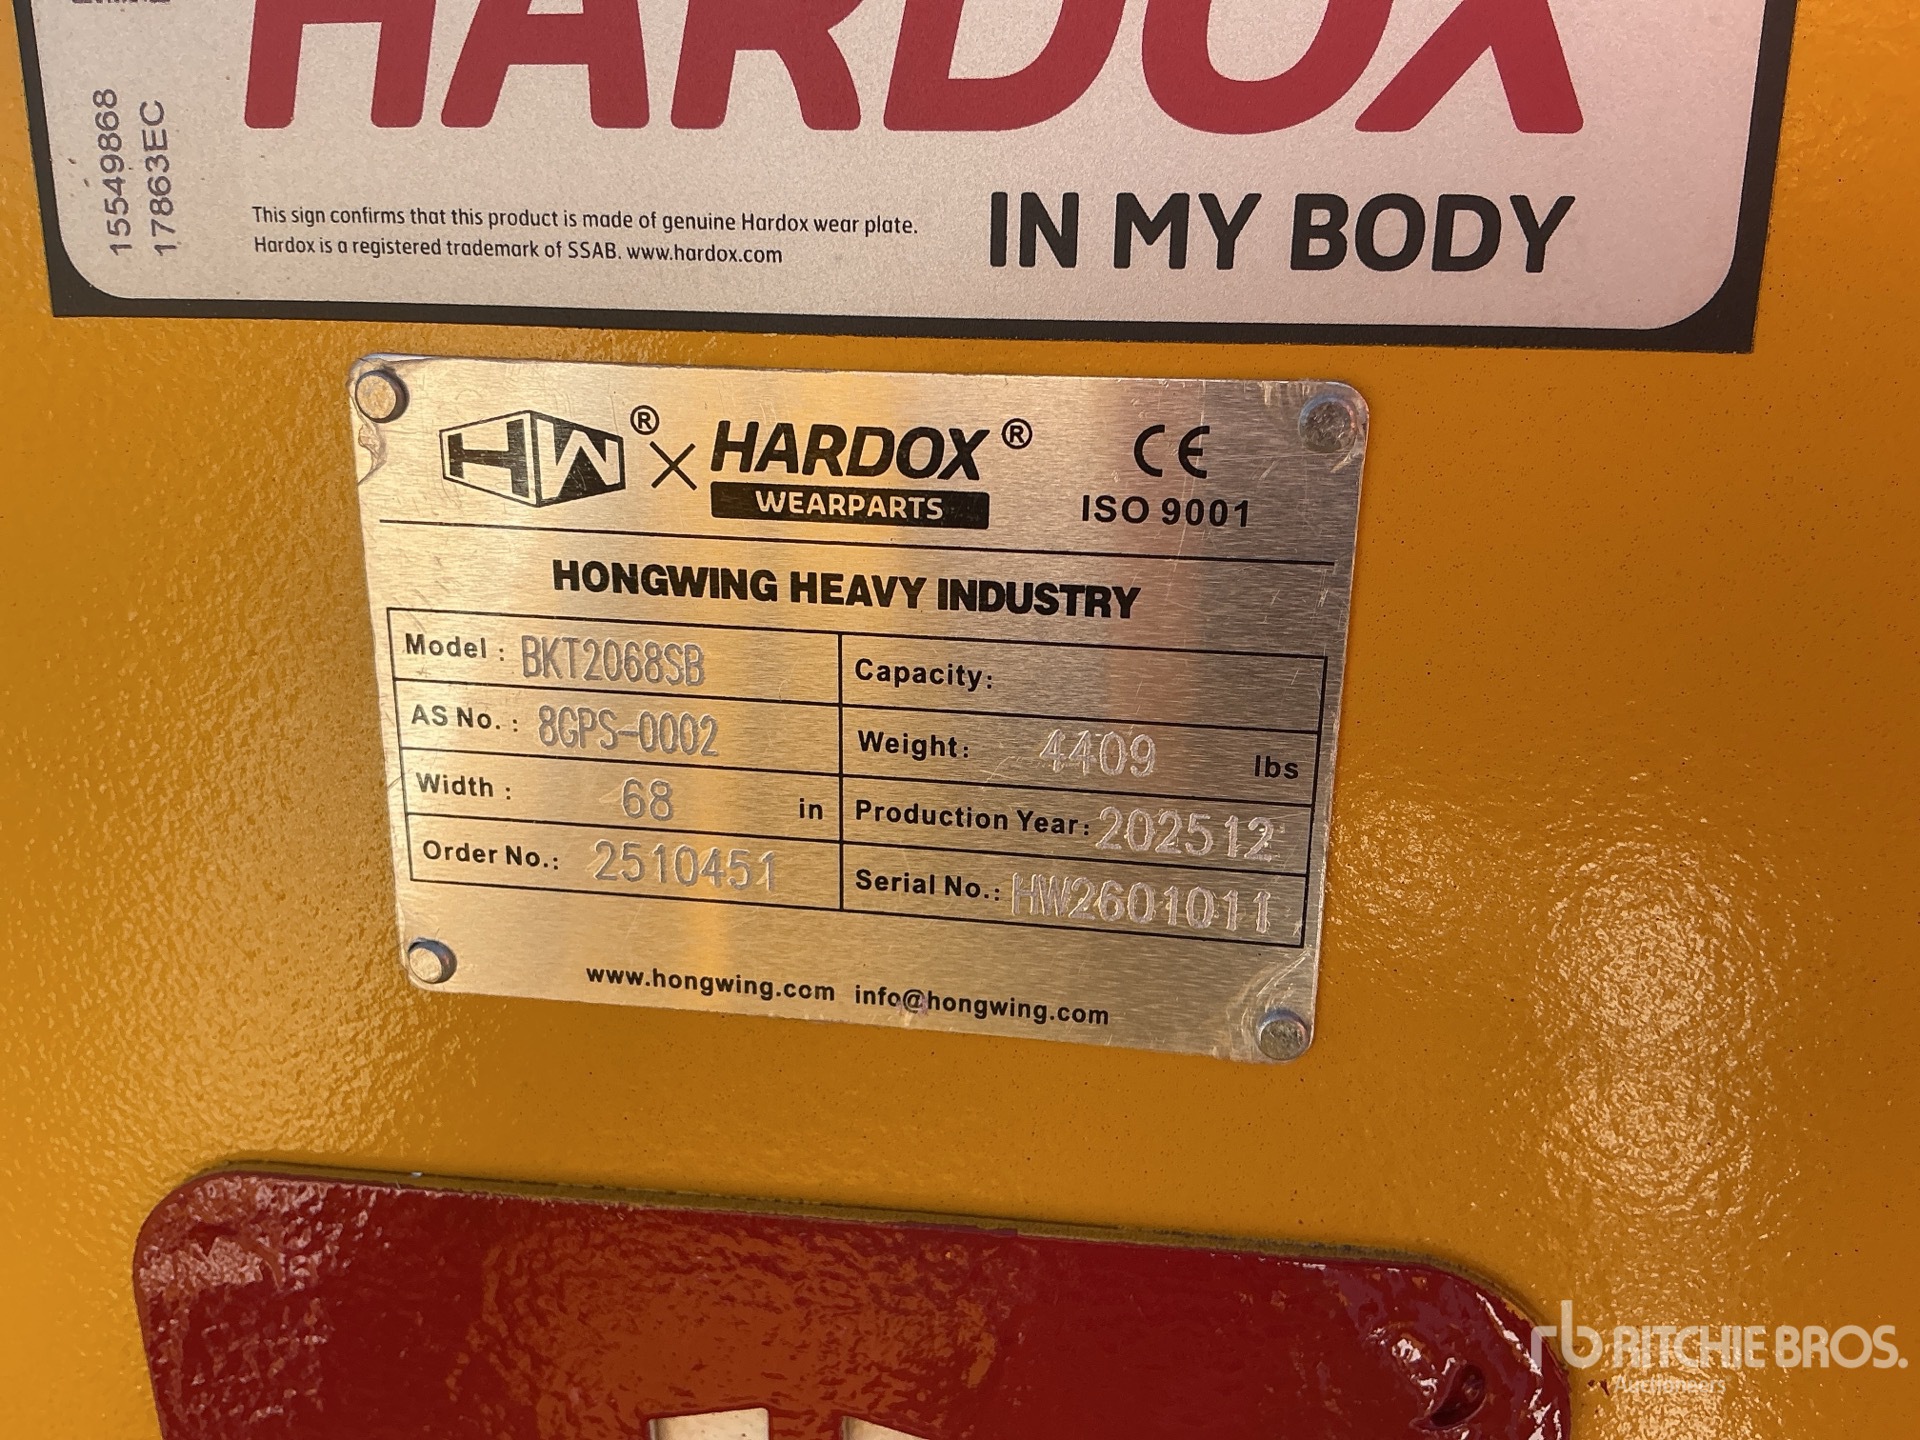 HARDOX
IN MY BODY
15549868
17863EC
This sign confirms that this product is made of genuine Hardox wear plate.
Hardox is a registered trademark of SSAB. www.hardox.com
HW® × HARDOX®
WEARPARTS
CE
ISO 9001
HONGWING HEAVY INDUSTRY
Model : BKT2068SB
Capacity:
AS No. : 8GPS-0002
Weight: 4409 lbs
Width : 68 in
Production Year: 202512
Order No.: 2510451
Serial No.: HW2601011
www.hongwing.com info@hongwing.com
rb RITCHIE BROS.
Auctioneers